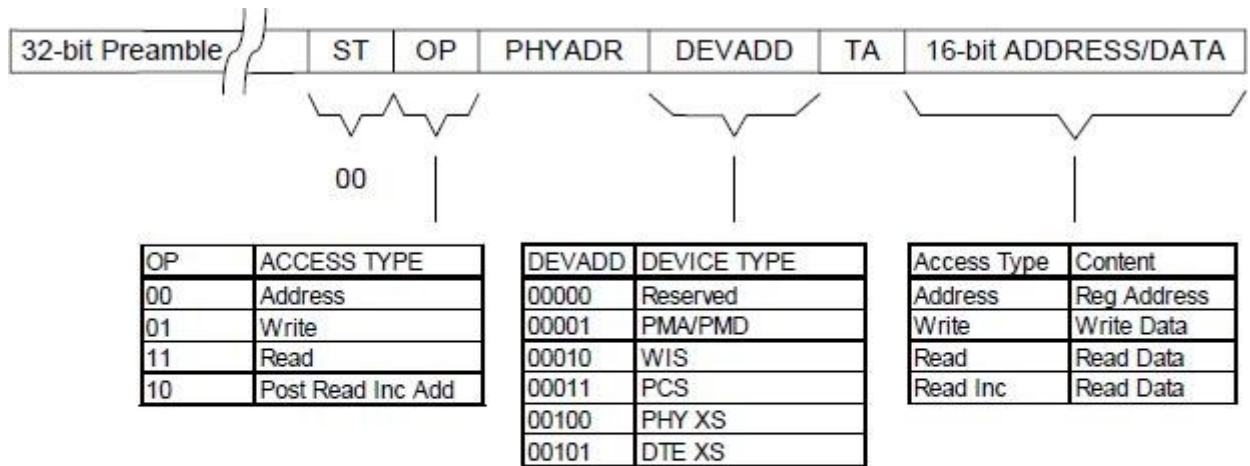 32-bit Preamble ST OP PHYADR DEVADD TA 16-bit ADDRESS/DATA
00
OP ACCESS TYPE
00 Address
01 Write
11 Read
10 Post Read Inc Add
DEVADD DEVICE TYPE
00000 Reserved
00001 PMA/PMD
00010 WIS
00011 PCS
00100 PHY XS
00101 DTE XS
Access Type Content
Address Reg Address
Write Write Data
Read Read Data
Read Inc Read Data